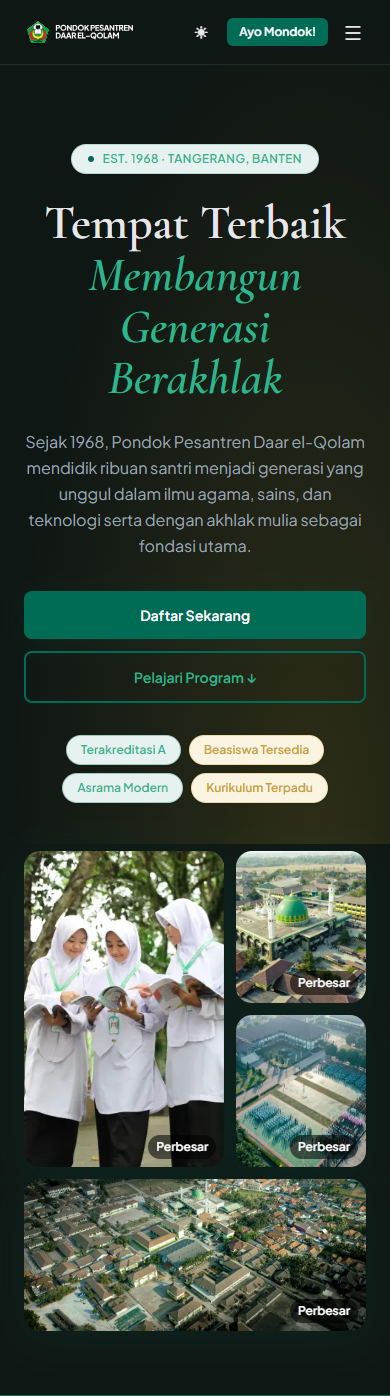 PONDOK PESANTREN
DAAR EL-QOLAM
Ayo Mondok!
EST. 1968 · TANGERANG, BANTEN
Tempat Terbaik
Membangun
Generasi
Berakhlak
Sejak 1968, Pondok Pesantren Daar el-Qolam
mendidik ribuan santri menjadi generasi yang
unggul dalam ilmu agama, sains, dan
teknologi serta dengan akhlak mulia sebagai
fondasi utama.
Daftar Sekarang
Pelajari Program ↓
Terakreditasi A
Beasiswa Tersedia
Asrama Modern
Kurikulum Terpadu
Perbesar
Perbesar
Perbesar
Perbesar